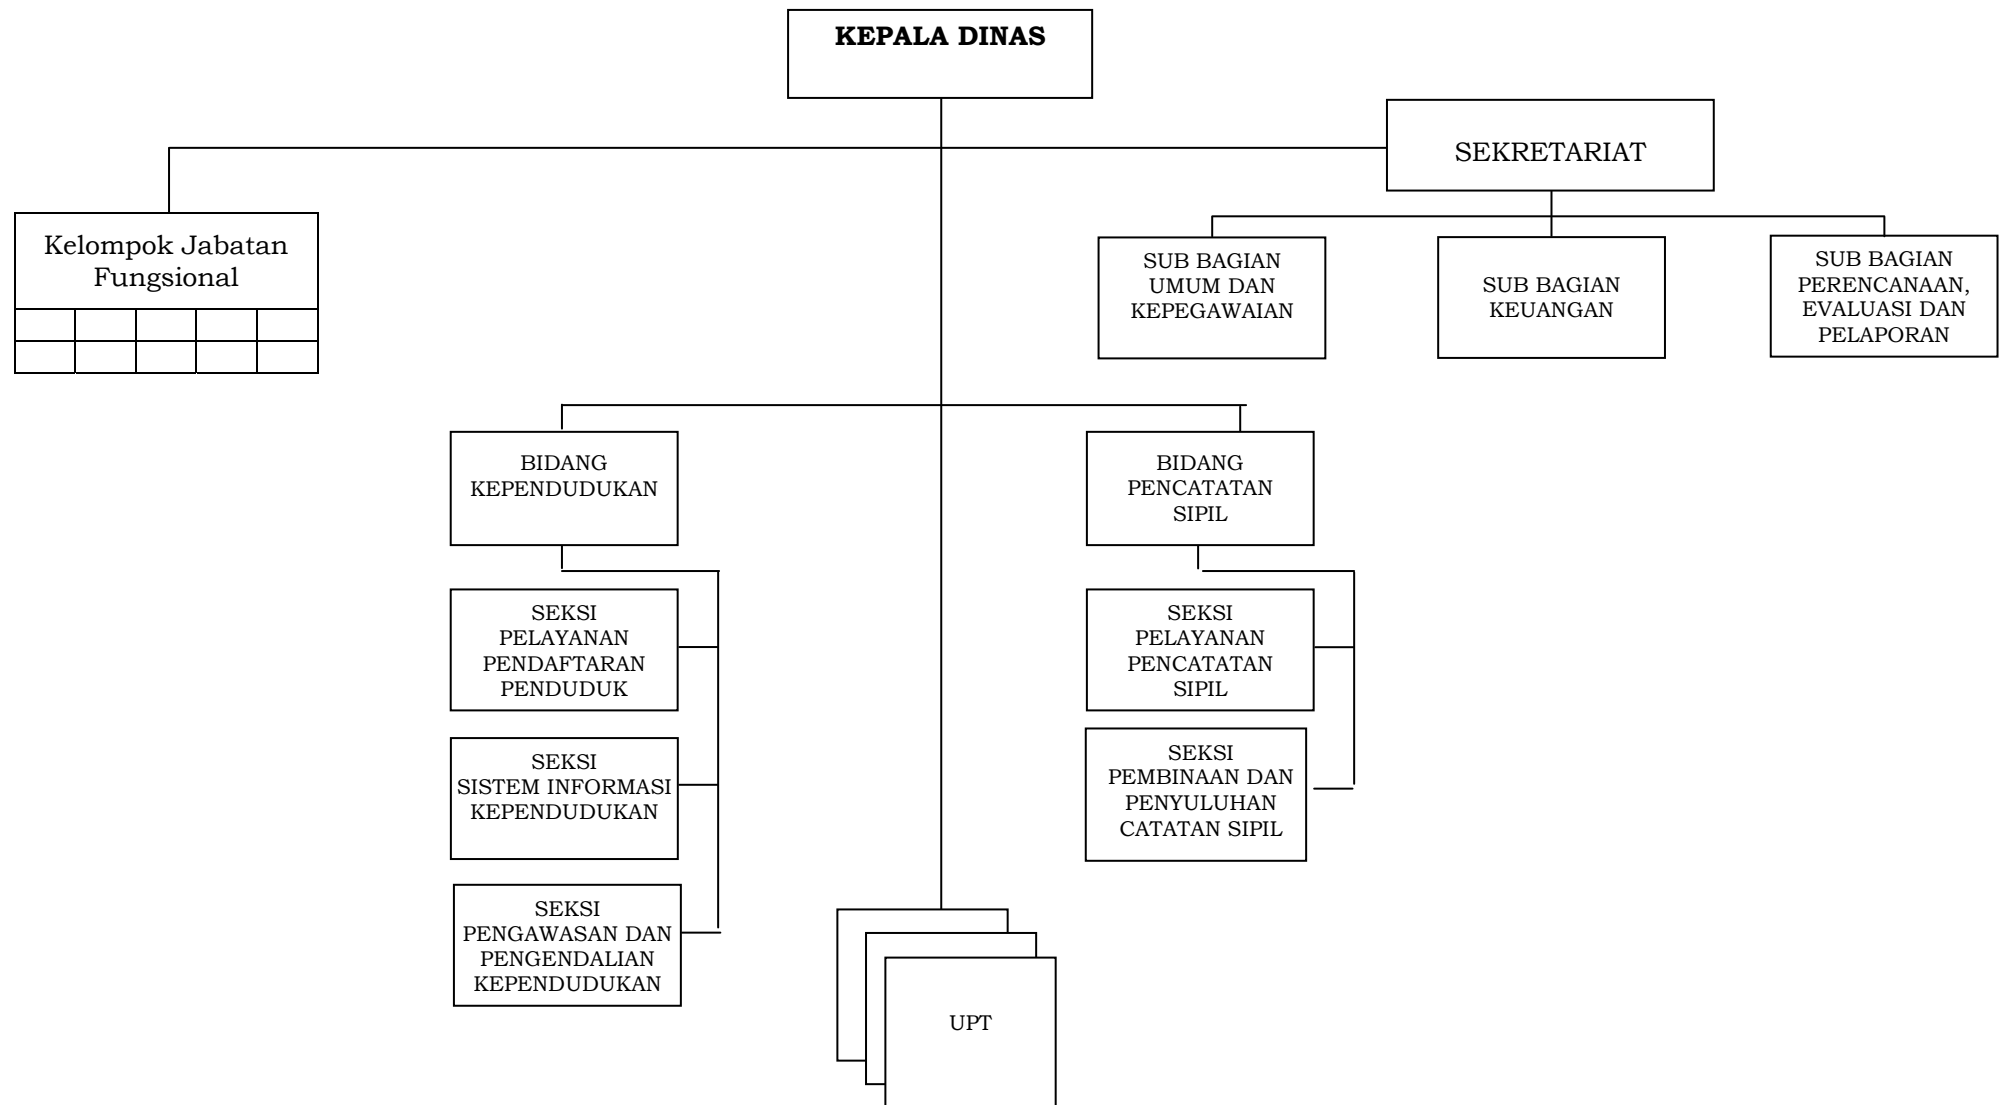 KEPALA DINAS
SEKRETARIAT
Kelompok Jabatan
Fungsional
SUB BAGIAN
UMUM DAN
KEPEGAWAIAN
SUB BAGIAN
KEUANGAN
SUB BAGIAN
PERENCANAAN,
EVALUASI DAN
PELAPORAN
BIDANG
KEPENDUDUKAN
BIDANG
PENCATATAN
SIPIL
SEKSI
PELAYANAN
PENDAFTARAN
PENDUDUK
SEKSI
PELAYANAN
PENCATATAN
SIPIL
SEKSI
SISTEM INFORMASI
KEPENDUDUKAN
SEKSI
PEMBINAAN DAN
PENYULUHAN
CATATAN SIPIL
SEKSI
PENGAWASAN DAN
PENGENDALIAN
KEPENDUDUKAN
UPT